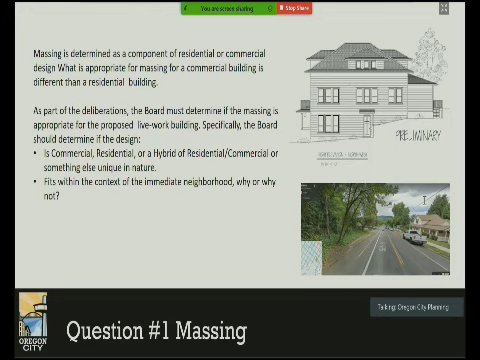 You are screen sharing
Stop Share
Massing is determined as a component of residential or commercial
design What is appropriate for massing for a commercial building is
different than a residential building.
As part of the deliberations, the Board must determine if the massing is
appropriate for the proposed live-work building. Specifically, the Board
should determine if the design:
• Is Commercial, Residential, or a Hybrid of Residential/Commercial or
something else unique in nature.
• Fits within the context of the immediate neighborhood, why or why
not?
PRELIMINARY
Talking: Oregon City Planning
OREGON
CITY
Question #1 Massing